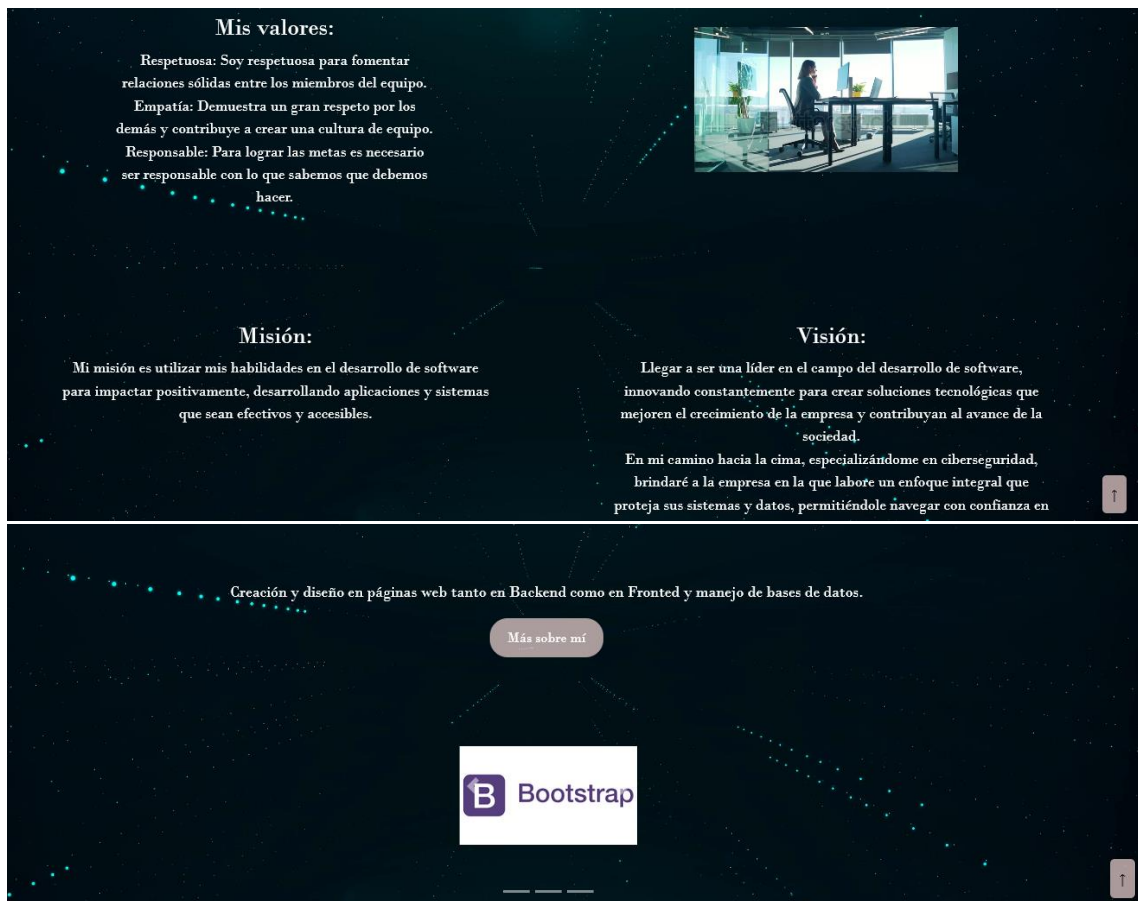 Mis valores:
Respetuosa: Soy respetuosa para fomentar
relaciones sólidas entre los miembros del equipo.
Empatía: Demuestra un gran respeto por los
demás y contribuye a crear una cultura de equipo.
Responsable: Para lograr las metas es necesario
ser responsable con lo que sabemos que debemos
hacer.
Misión:
Mi misión es utilizar mis habilidades en el desarrollo de software
para impactar positivamente, desarrollando aplicaciones y sistemas
que sean efectivos y accesibles.
Visión:
Llegar a ser una líder en el campo del desarrollo de software,
innovando constantemente para crear soluciones tecnológicas que
mejoren el crecimiento de la empresa y contribuyan al avance de la
sociedad.
En mi camino hacia la cima, especializándome en ciberseguridad,
brindaré a la empresa en la que labore un enfoque integral que
proteja sus sistemas y datos, permitiéndole navegar con confianza en
↑
Creación y diseño en páginas web tanto en Backend como en Fronted y manejo de bases de datos.
Más sobre mí
B Bootstrap
↑